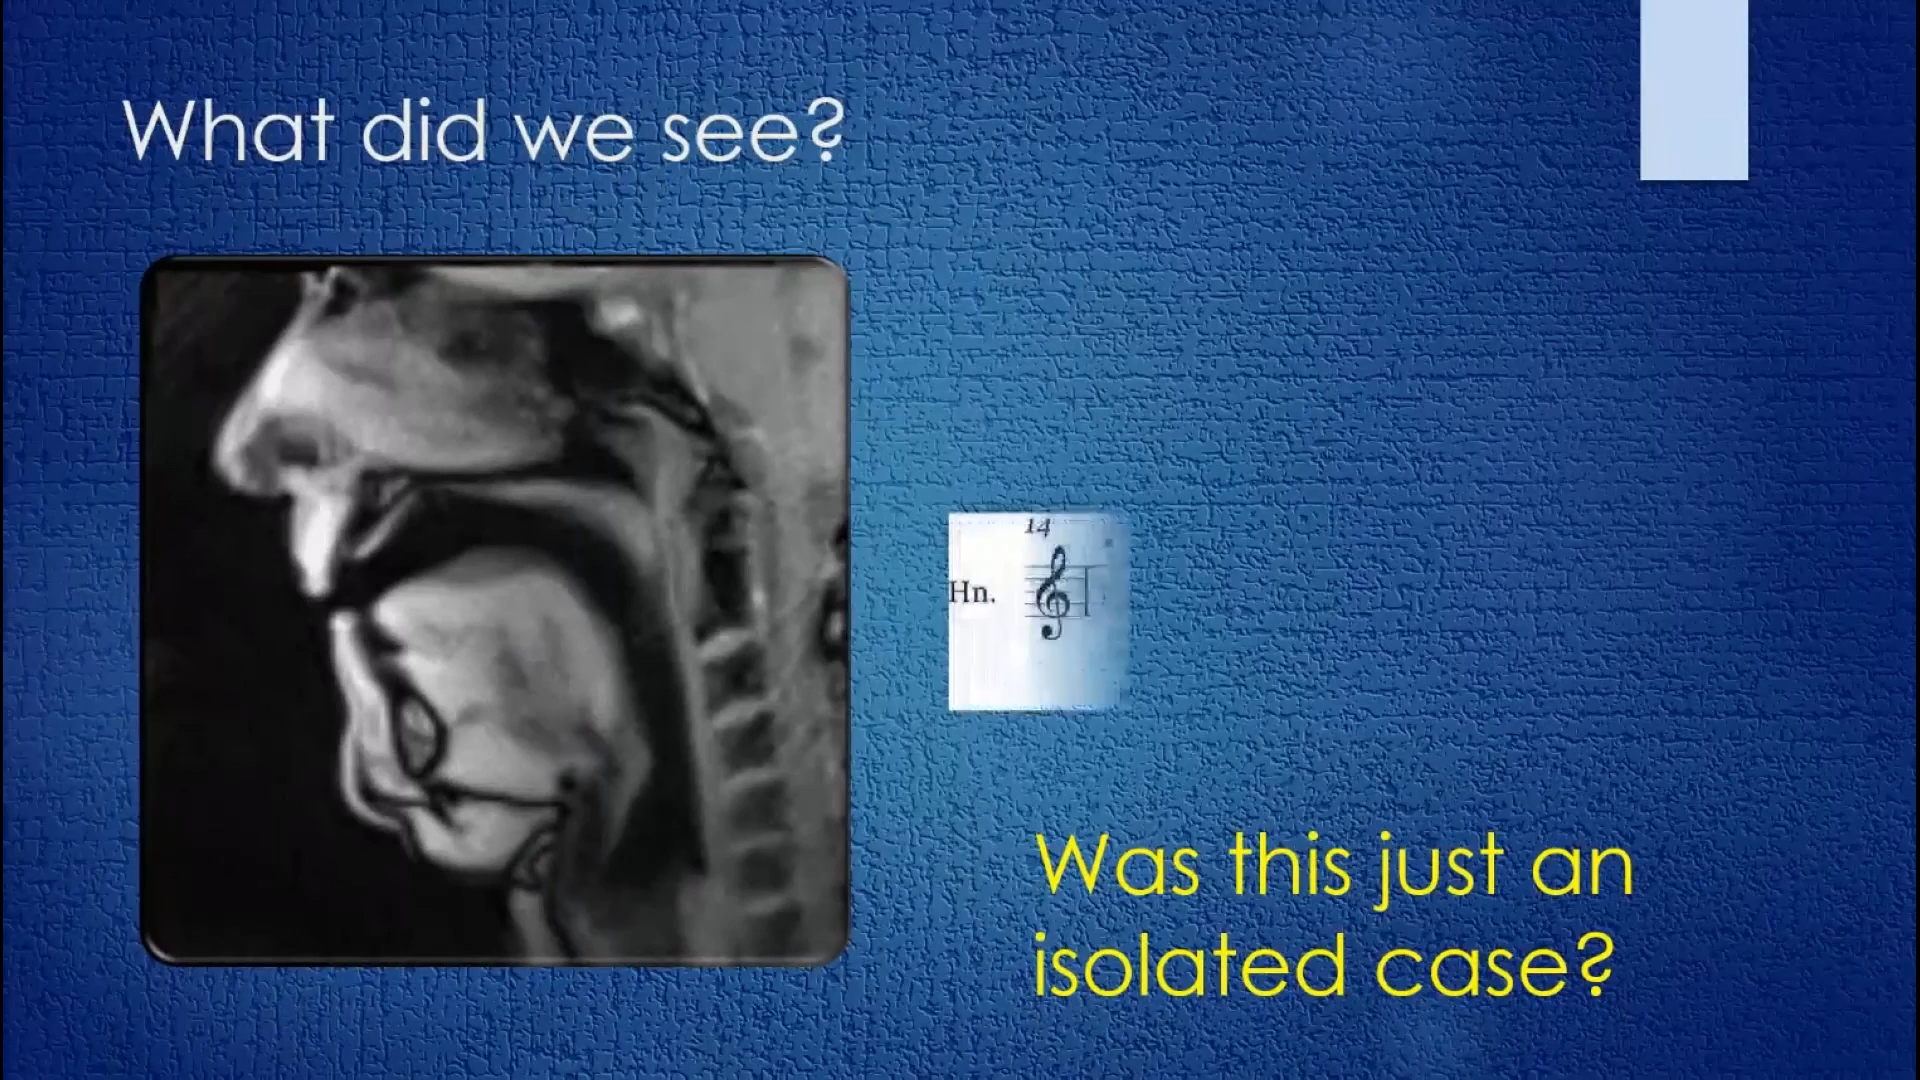 What did we see?
14
Hn.
Was this just an
isolated case?